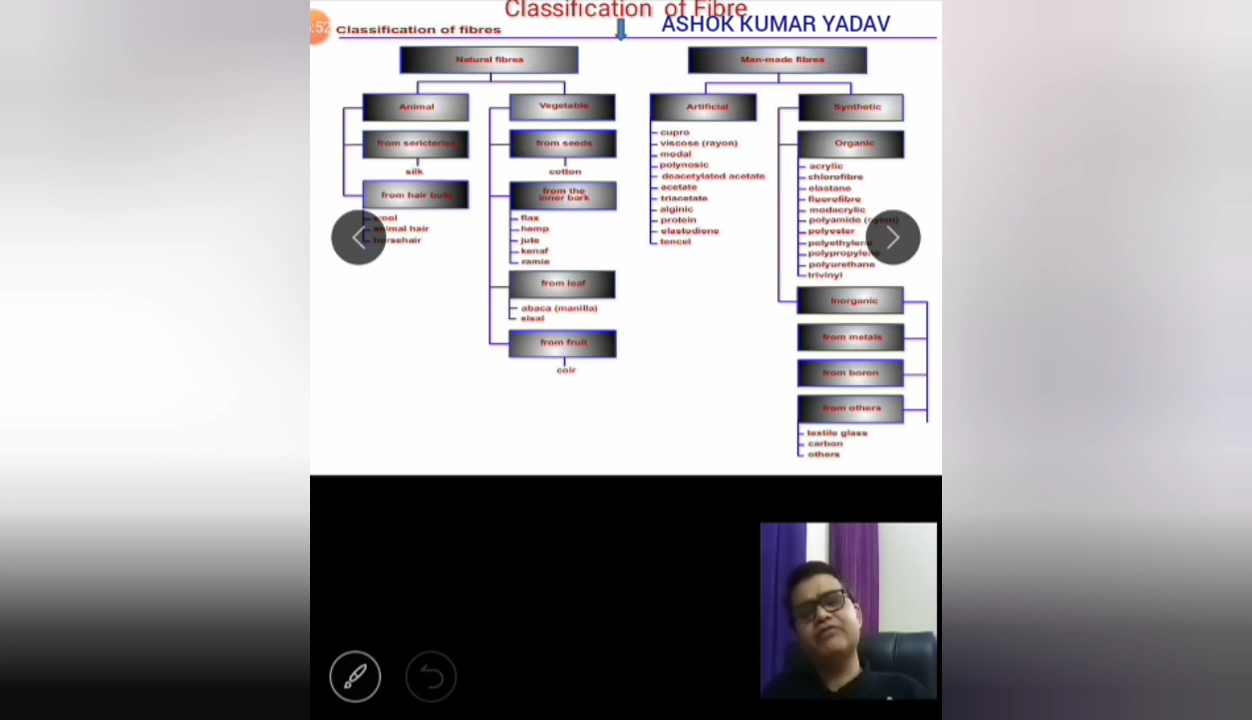 Classification of Fibre
ASHOK KUMAR YADAV
:52
Classification of fibres
Natural fibres
Man-made fibres
Animal
Vegetable
Artificial
Synthetic
from sericteries
silk
from hair bulb
wool
animal hair
horsehair
from seeds
cotton
from the
inner bark
flax
hemp
jute
kenaf
ramie
from leaf
abaca (manilla)
sisal
from fruit
coir
cupro
viscose (rayon)
modal
polynosic
deacetylated acetate
acetate
triacetate
alginic
protein
elastodiene
tencel
Organic
acrylic
chlorofibre
elastane
fluorofibre
modacrylic
polyamide (nylon)
polyester
polyethylene
polypropylene
polyurethane
trivinyl
Inorganic
from metals
from boron
from others
textile glass
carbon
others